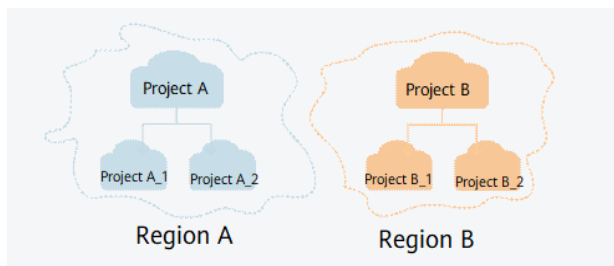 Project A
Project B
Project A_1
Project A_2
Project B_1
Project B_2
Region A
Region B